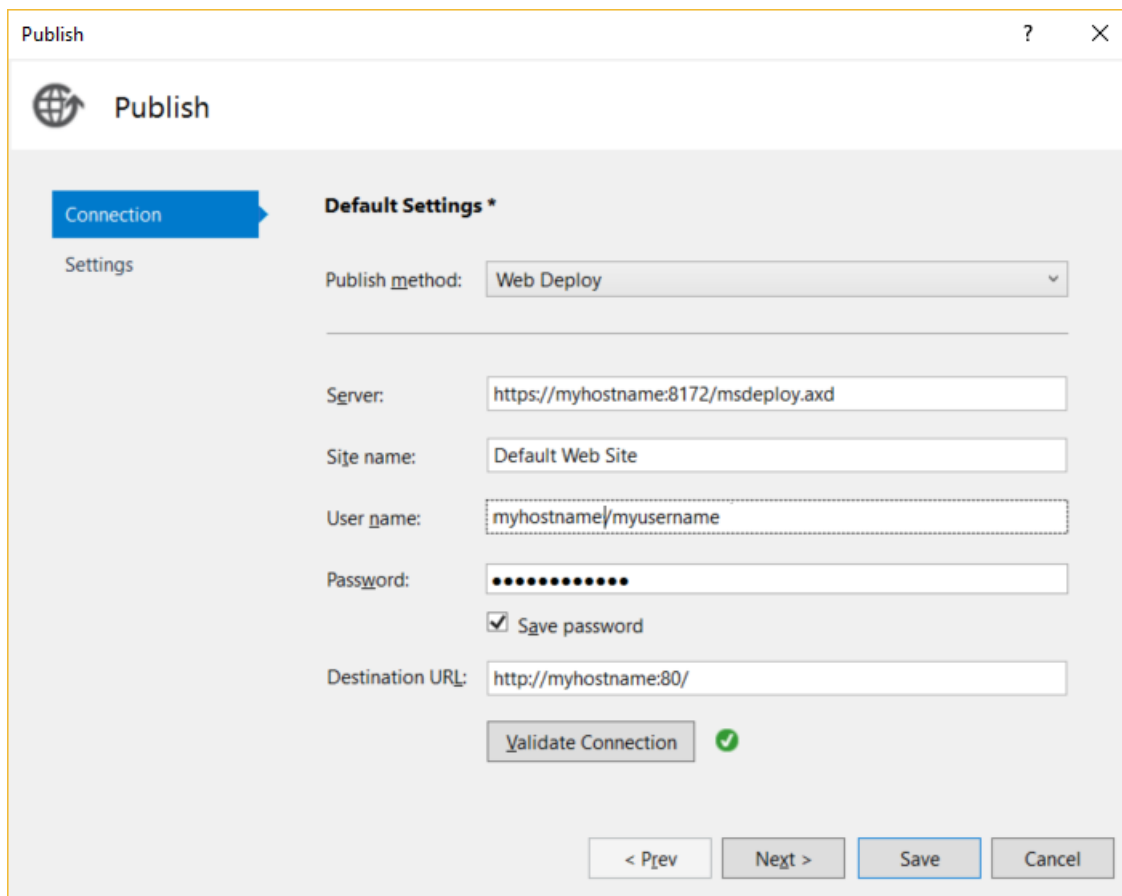 Publish ?
Publish
Connection
Settings
Default Settings *
Publish method: Web Deploy
Server: https://myhostname:8172/msdeploy.axd
Site name: Default Web Site
User name: myhostname/myusername
Password: ●●●●●●●●●●●●
Save password
Destination URL: http://myhostname:80/
Validate Connection
< Prev Next > Save Cancel